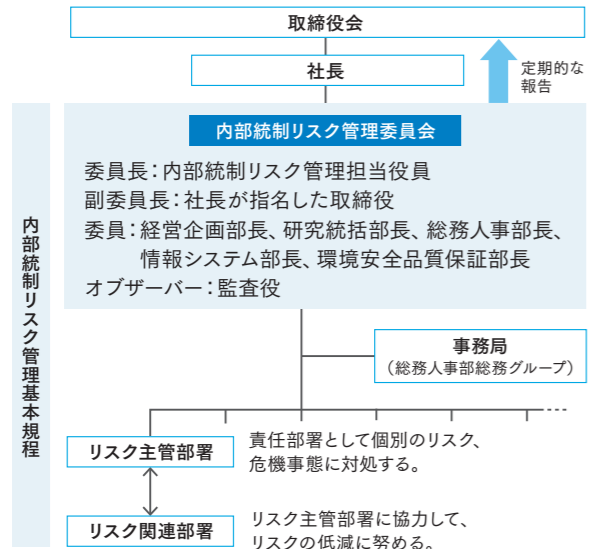 取締役会
社長
定期的な
報告
内部統制リスク管理基本規程
内部統制リスク管理委員会
委員長：内部統制リスク管理担当役員
副委員長：社長が指名した取締役
委員：経営企画部長、研究統括部長、総務人事部長、
情報システム部長、環境安全品質保証部長
オブザーバー：監査役
事務局
（総務人事部総務グループ）
リスク主管部署
責任部署として個別のリスク、
危機事態に対処する。
リスク関連部署
リスク主管部署に協力して、
リスクの低減に努める。